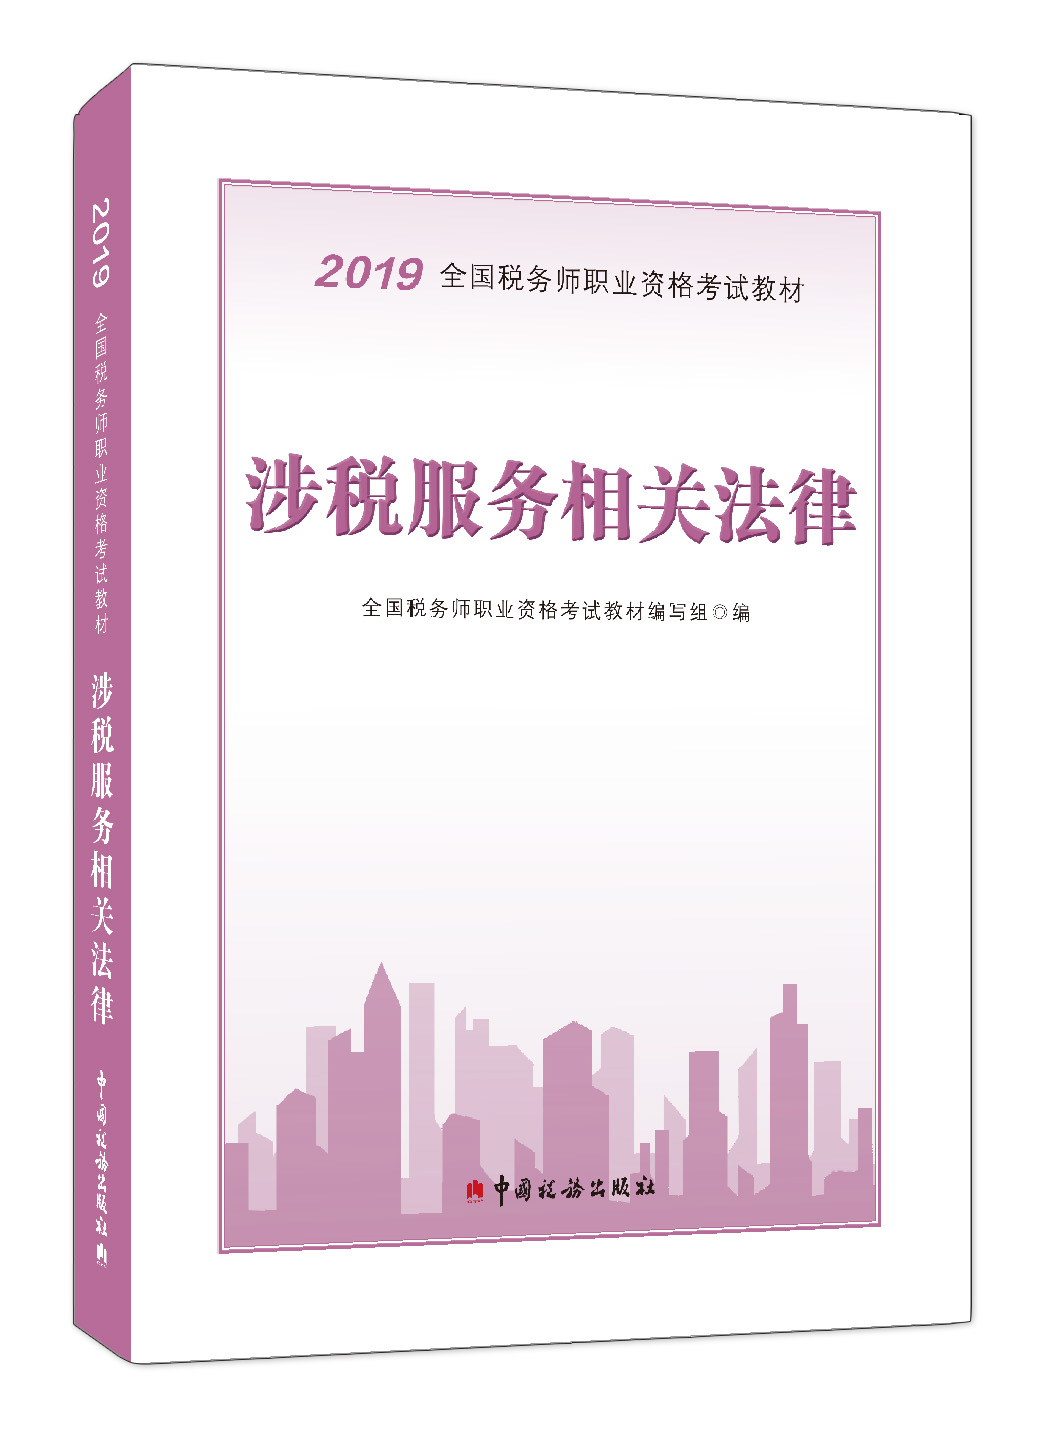 2019 全国税务师职业资格考试教材
涉税服务相关法律
全国税务师职业资格考试教材编写组◎编
中国税务出版社
2019 全国税务师职业资格考试教材 涉税服务相关法律 中国税务出版社